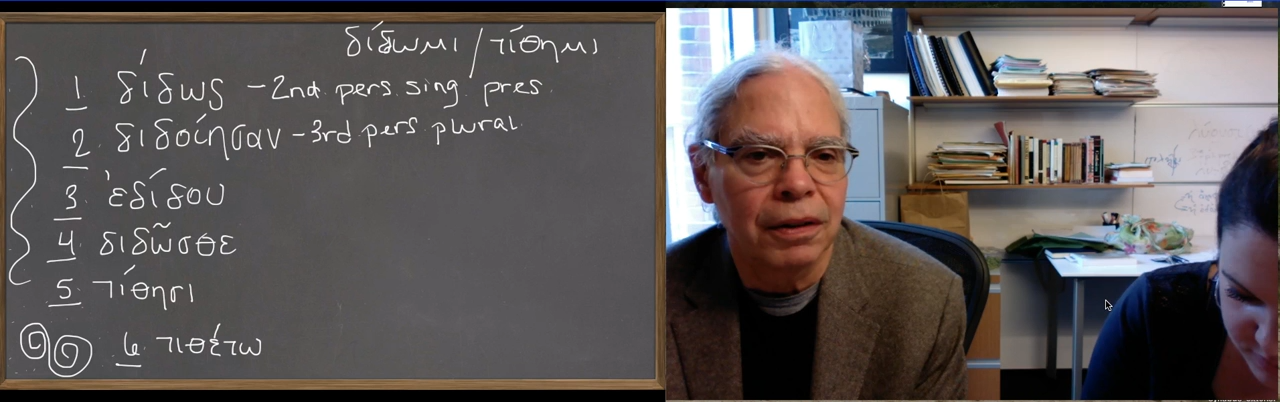 δίδωμι / τίθημι
1 δίδως - 2nd pers sing pres.
2 διδοίησαν - 3rd pers plural
3 ἐδίδου
4 διδῶσθε
5 τίθησι
6 τιθέτω